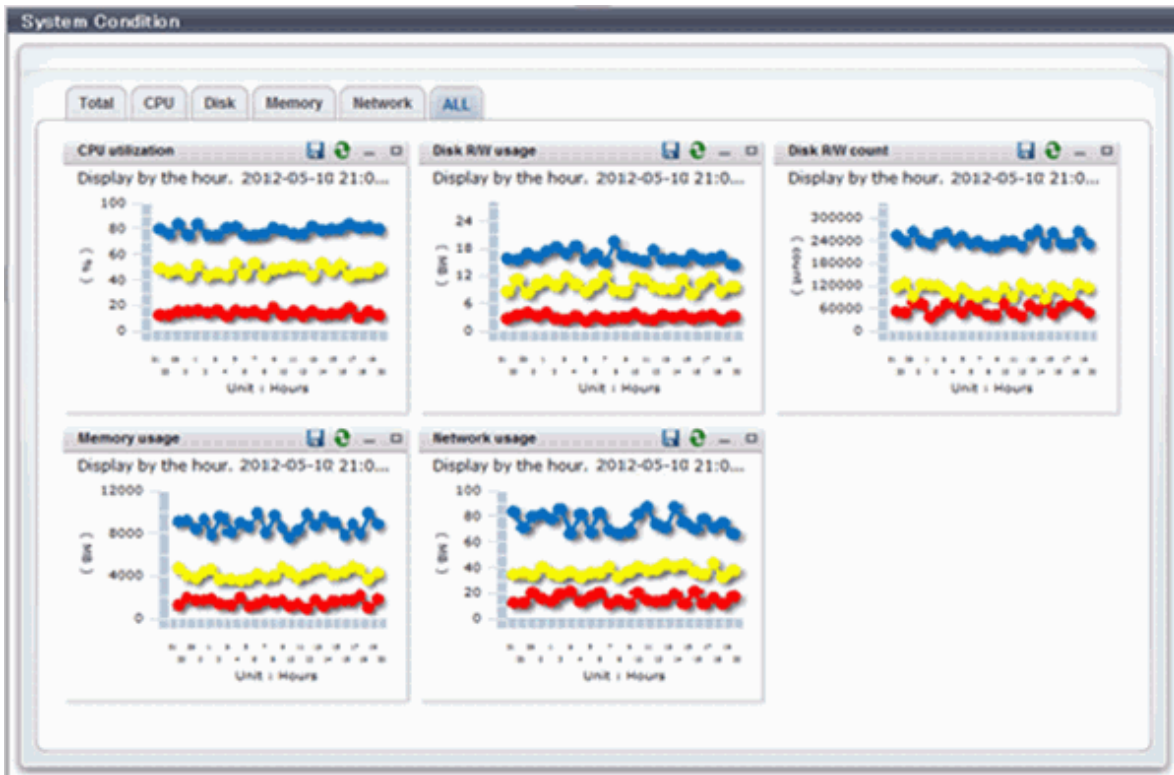 System Condition
Total CPU Disk Memory Network ALL
CPU utilization
Display by the hour. 2012-05-10 21:0...
100
80
60
40
20
0
( % )
Unit : Hours
Disk R/W usage
Display by the hour. 2012-05-10 21:0...
24
18
12
6
0
( MB )
Unit : Hours
Disk R/W count
Display by the hour. 2012-05-10 21:0...
300000
240000
180000
120000
60000
0
( count )
Unit : Hours
Memory usage
Display by the hour. 2012-05-10 21:0...
12000
8000
4000
0
( MB )
Unit : Hours
Network usage
Display by the hour. 2012-05-10 21:0...
100
80
60
40
20
0
( MB )
Unit : Hours